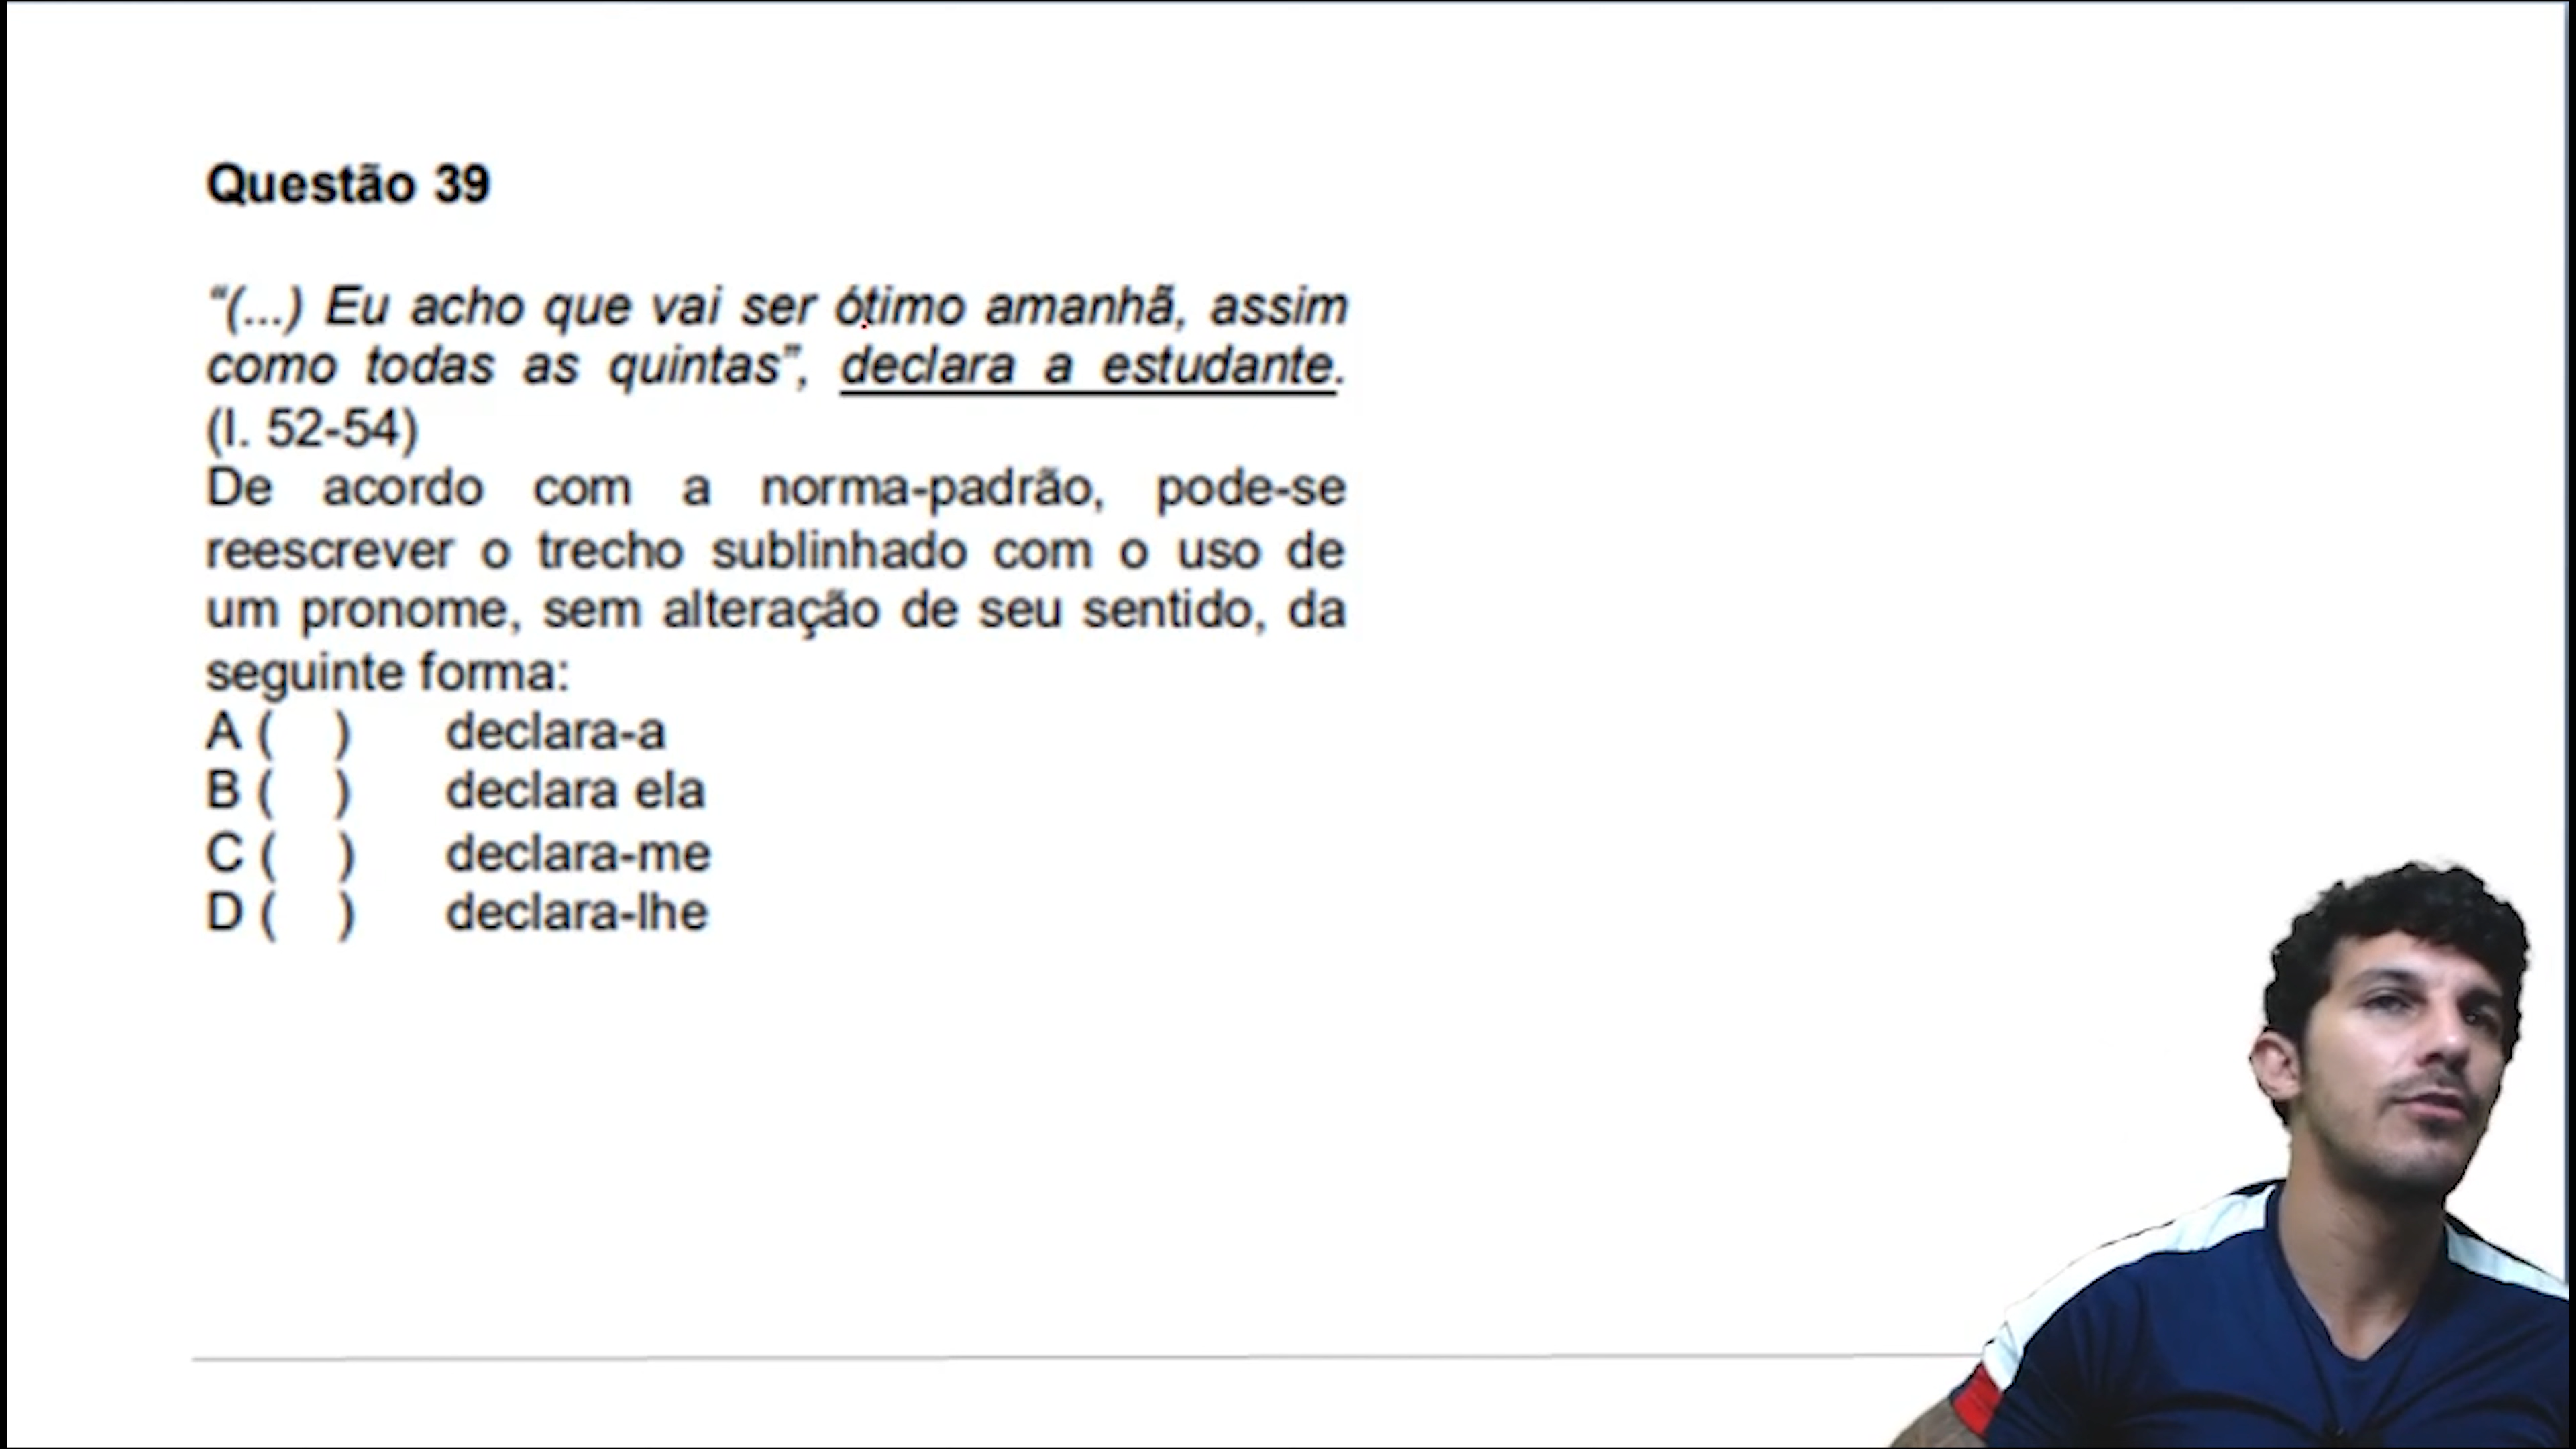 Questão 39
“(...) Eu acho que vai ser ótimo amanhã, assim
como todas as quintas”, declara a estudante.
(l. 52-54)
De acordo com a norma-padrão, pode-se
reescrever o trecho sublinhado com o uso de
um pronome, sem alteração de seu sentido, da
seguinte forma:
A (   ) declara-a
B (   ) declara ela
C (   ) declara-me
D (   ) declara-lhe